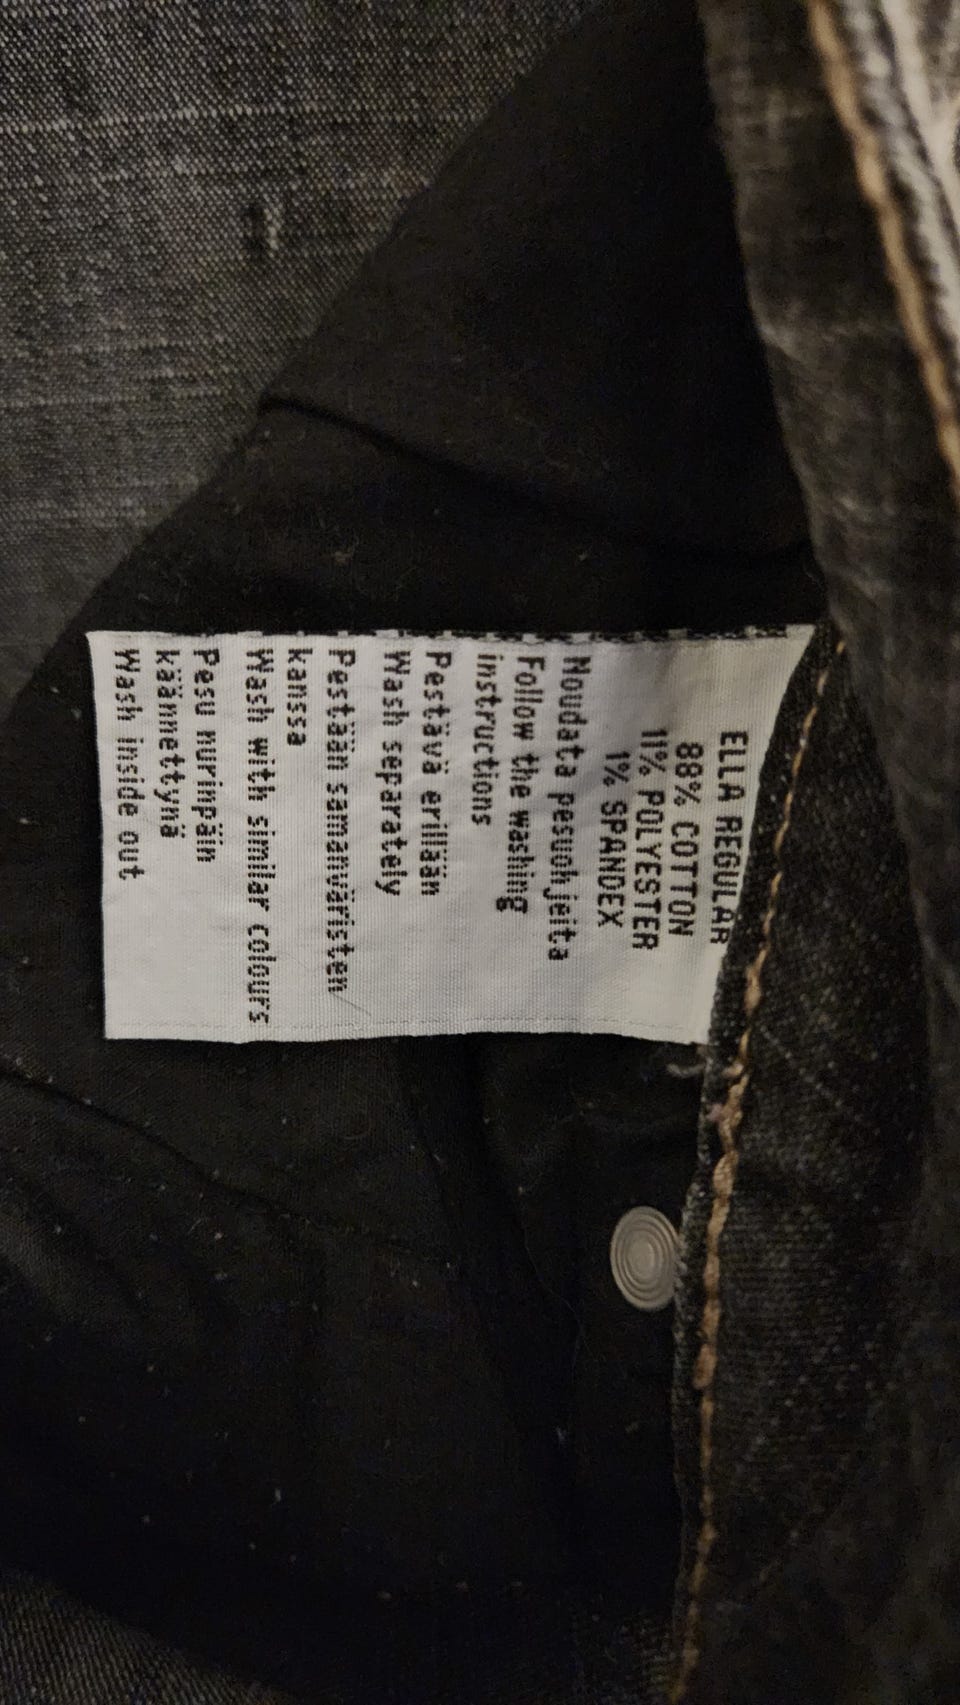 ELLA REGULAR
88% COTTON
11% POLYESTER
1% SPANDEX
Noudata pesuohjeita
Follow the washing
instructions
Pestävä erillään
Wash separately
Pestään samanväristen
kanssa
Wash with similar colours
Pesu nurinpäin
käännettynä
Wash inside out